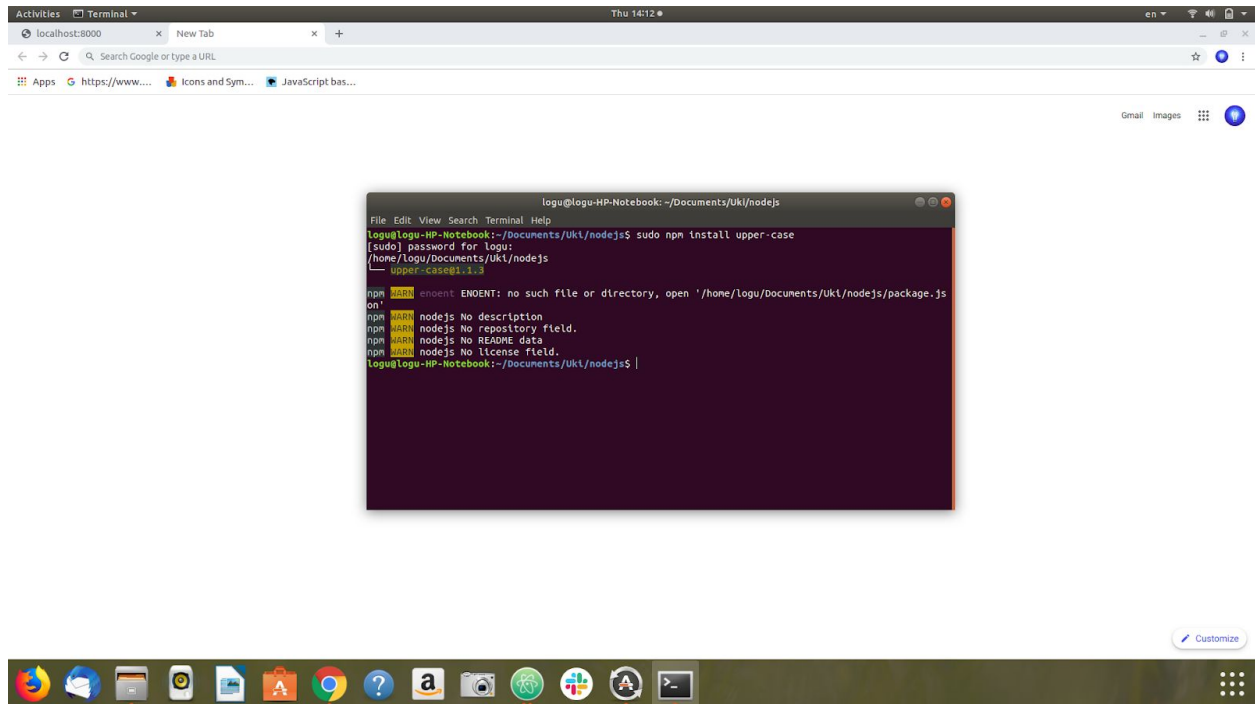 Activities Terminal Thu 14:12 en
localhost:8000 New Tab
Search Google or type a URL
Apps https://www.... Icons and Sym... JavaScript bas...
Gmail Images
logu@logu-HP-Notebook: ~/Documents/Uki/nodejs
File Edit View Search Terminal Help
logu@logu-HP-Notebook:~/Documents/Uki/nodejs$ sudo npm install upper-case
[sudo] password for logu:
/home/logu/Documents/Uki/nodejs
└── upper-case@1.1.3
npm WARN enoent ENOENT: no such file or directory, open '/home/logu/Documents/Uki/nodejs/package.js
on'
npm WARN nodejs No description
npm WARN nodejs No repository field.
npm WARN nodejs No README data
npm WARN nodejs No license field.
logu@logu-HP-Notebook:~/Documents/Uki/nodejs$
Customize